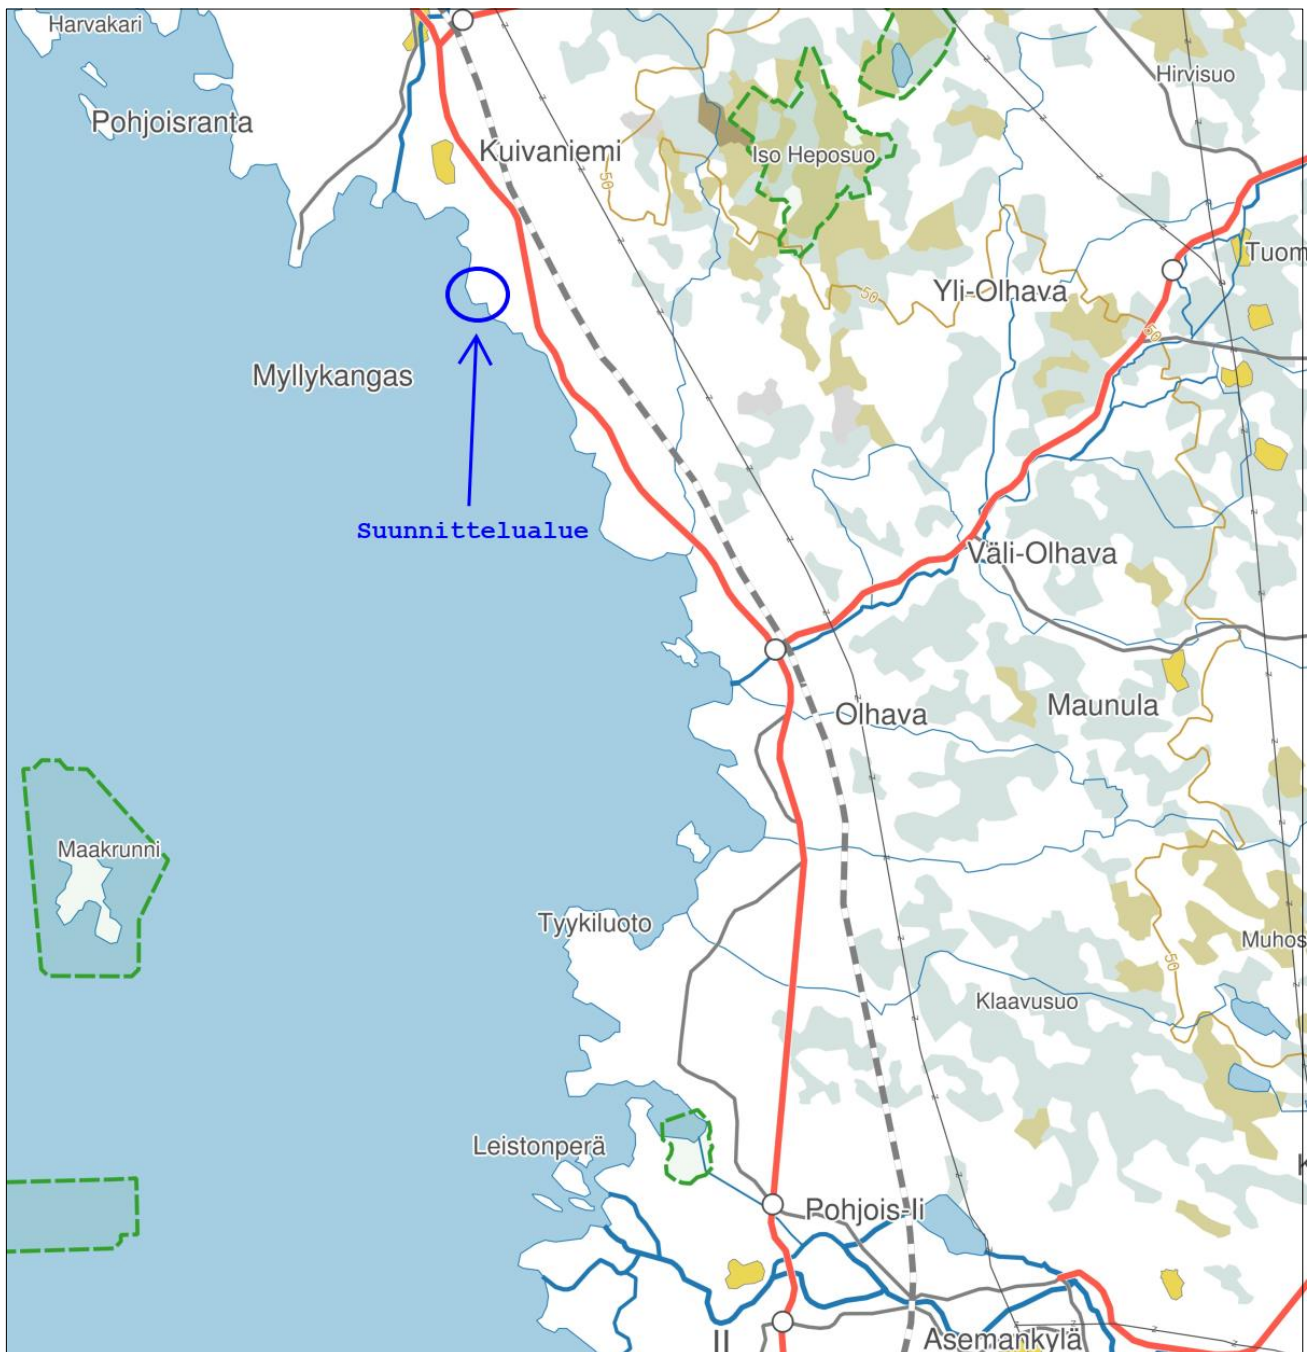 Harvakari
Hirvisuo
Pohjoisranta
Kuivaniemi
Iso Heposuo
50
Tuom
Yli-Olhava
50
50
Myllykangas
Suunnittelualue
Väli-Olhava
Maunula
Olhava
Maakrunni
Tyykiluoto
Muhos
50
Klaavusuo
Leistonperä
K
Pohjois-Ii
II
Asemankylä